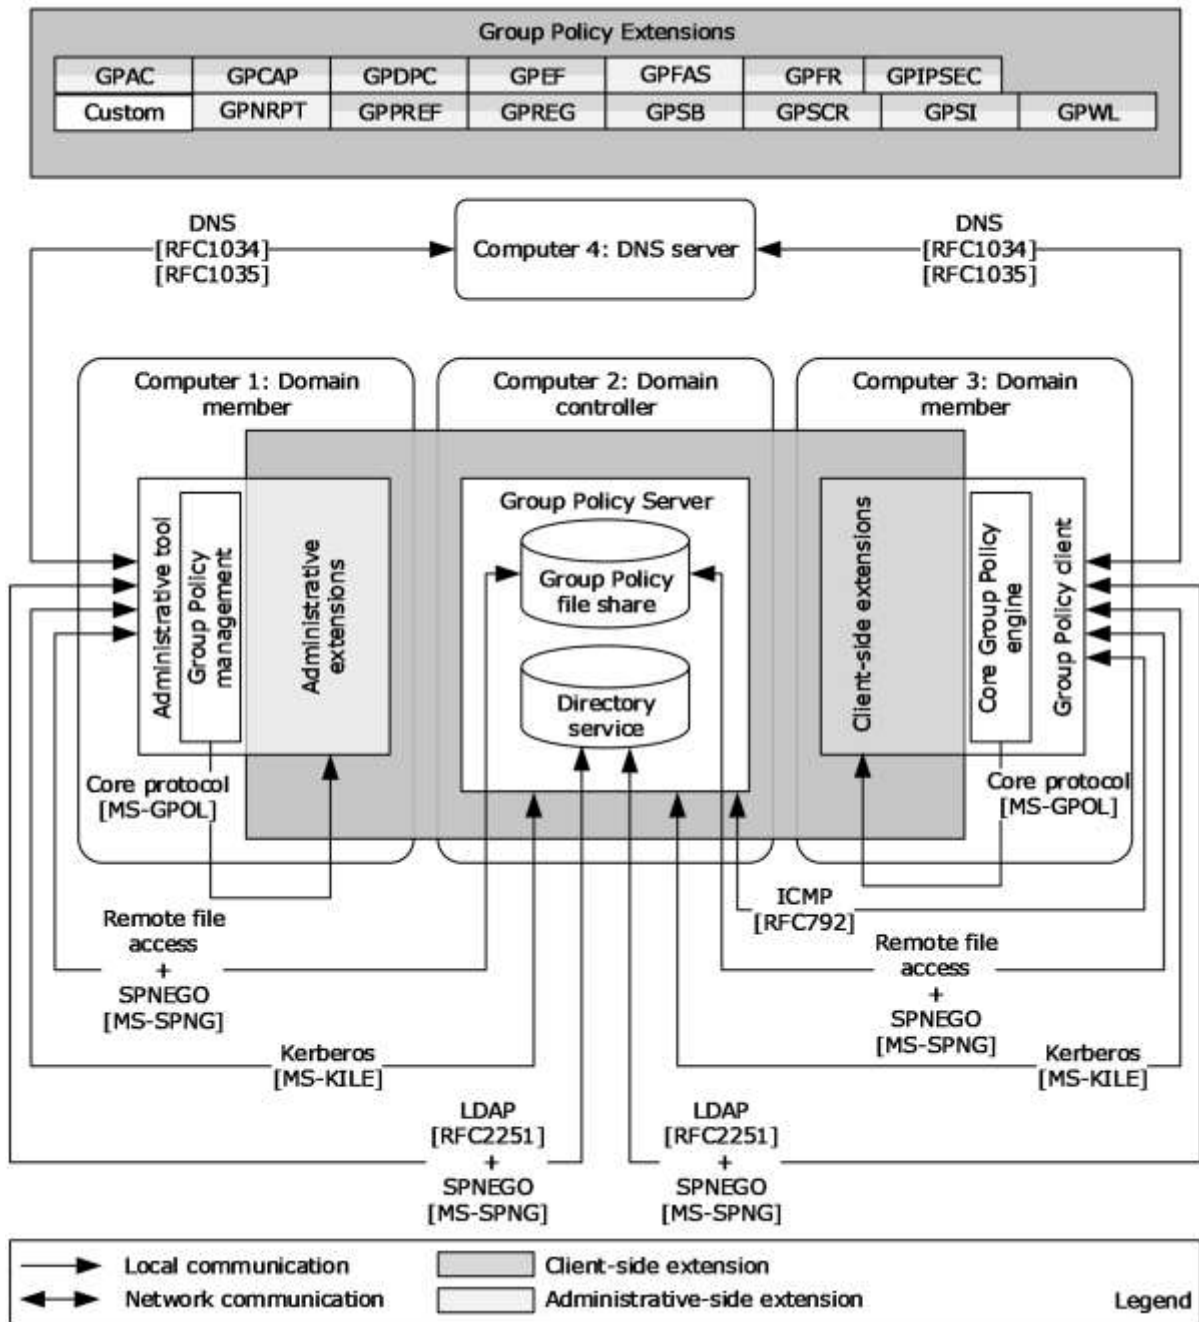 Group Policy Extensions
GPAC GPCAP GPDPC GPEF GPFAS GPFR GPIPSEC
Custom GPNRPT GPPREF GPREG GPSB GPSCR GPSI GPWL
DNS
[RFC1034]
[RFC1035]
Computer 4: DNS server
DNS
[RFC1034]
[RFC1035]
Computer 1: Domain
member
Computer 2: Domain
controller
Computer 3: Domain
member
Administrative tool
Group Policy
management
Administrative
extensions
Group Policy Server
Group Policy
file share
Directory
service
Client-side extensions
Core Group Policy
engine
Group Policy client
Core protocol
[MS-GPOL]
Core protocol
[MS-GPOL]
ICMP
[RFC792]
Remote file
access
+
SPNEGO
[MS-SPNG]
Remote file
access
+
SPNEGO
[MS-SPNG]
Kerberos
[MS-KILE]
Kerberos
[MS-KILE]
LDAP
[RFC2251]
+
SPNEGO
[MS-SPNG]
LDAP
[RFC2251]
+
SPNEGO
[MS-SPNG]
Local communication
Network communication
Client-side extension
Administrative-side extension
Legend